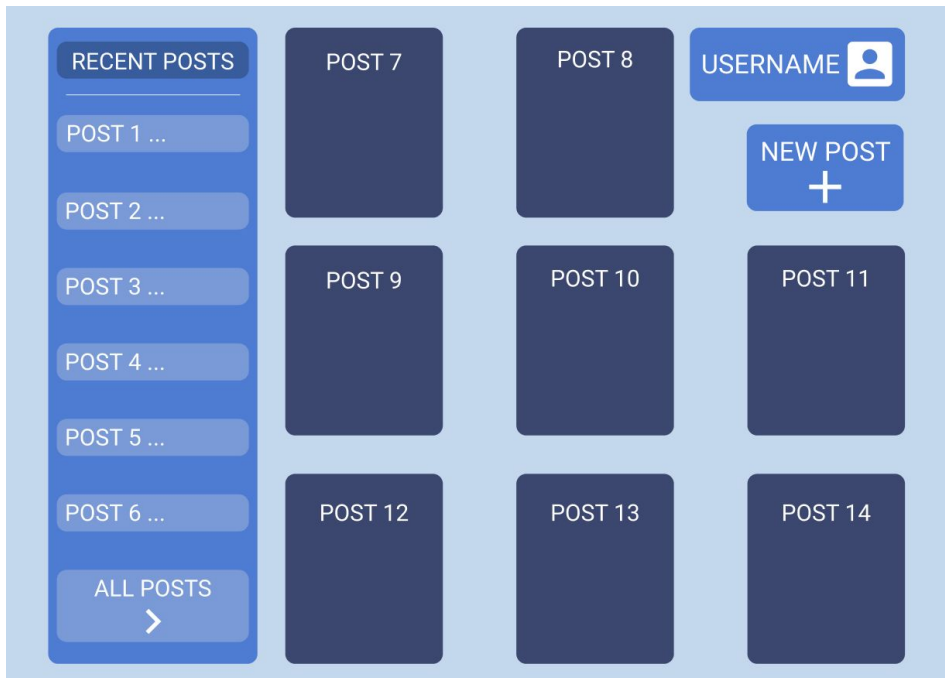 RECENT POSTS
POST 1 ...
POST 2 ...
POST 3 ...
POST 4 ...
POST 5 ...
POST 6 ...
ALL POSTS
POST 7
POST 8
USERNAME
NEW POST
POST 9
POST 10
POST 11
POST 12
POST 13
POST 14